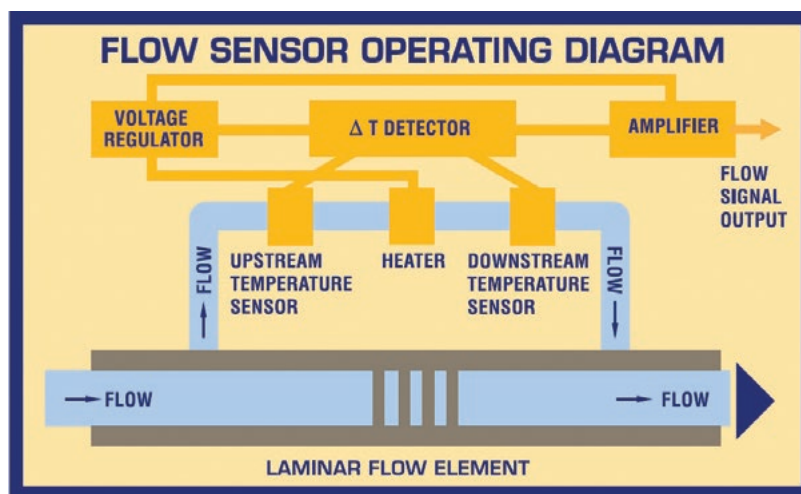 FLOW SENSOR OPERATING DIAGRAM
VOLTAGE
REGULATOR
Δ T DETECTOR
AMPLIFIER
FLOW
SIGNAL
OUTPUT
UPSTREAM
TEMPERATURE
SENSOR
HEATER
DOWNSTREAM
TEMPERATURE
SENSOR
FLOW
FLOW
FLOW
FLOW
LAMINAR FLOW ELEMENT